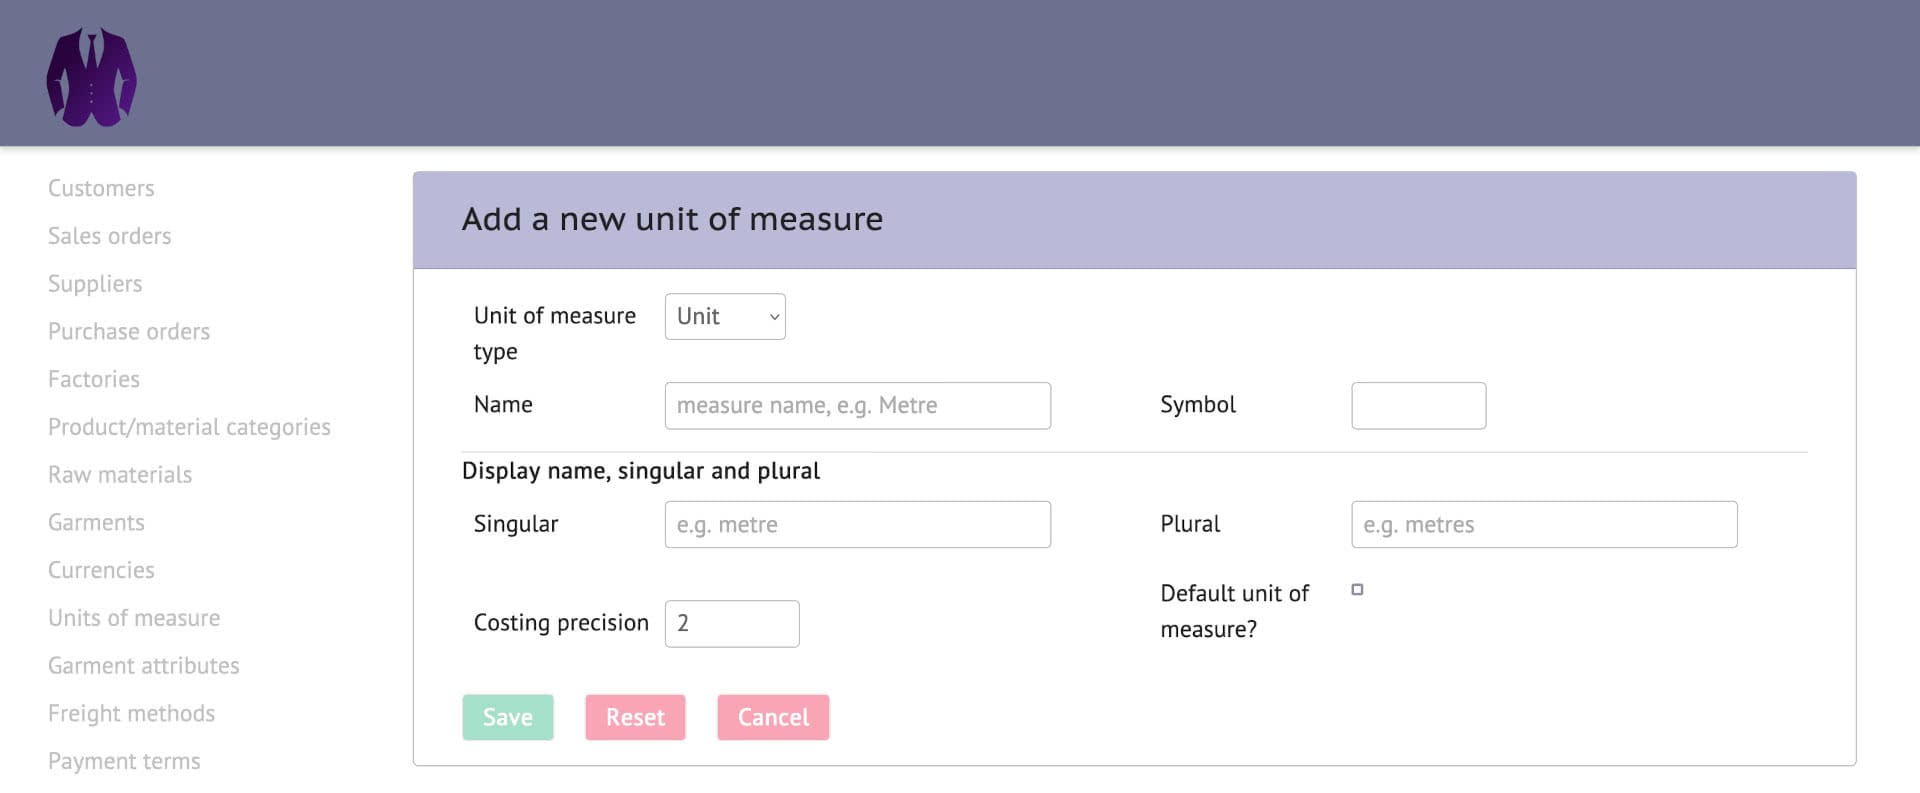 Customers
Sales orders
Suppliers
Purchase orders
Factories
Product/material categories
Raw materials
Garments
Currencies
Units of measure
Garment attributes
Freight methods
Payment terms
Add a new unit of measure
Unit of measure
type
Unit
Name
measure name, e.g. Metre
Symbol
Display name, singular and plural
Singular
e.g. metre
Plural
e.g. metres
Costing precision
2
Default unit of
measure?
Save
Reset
Cancel